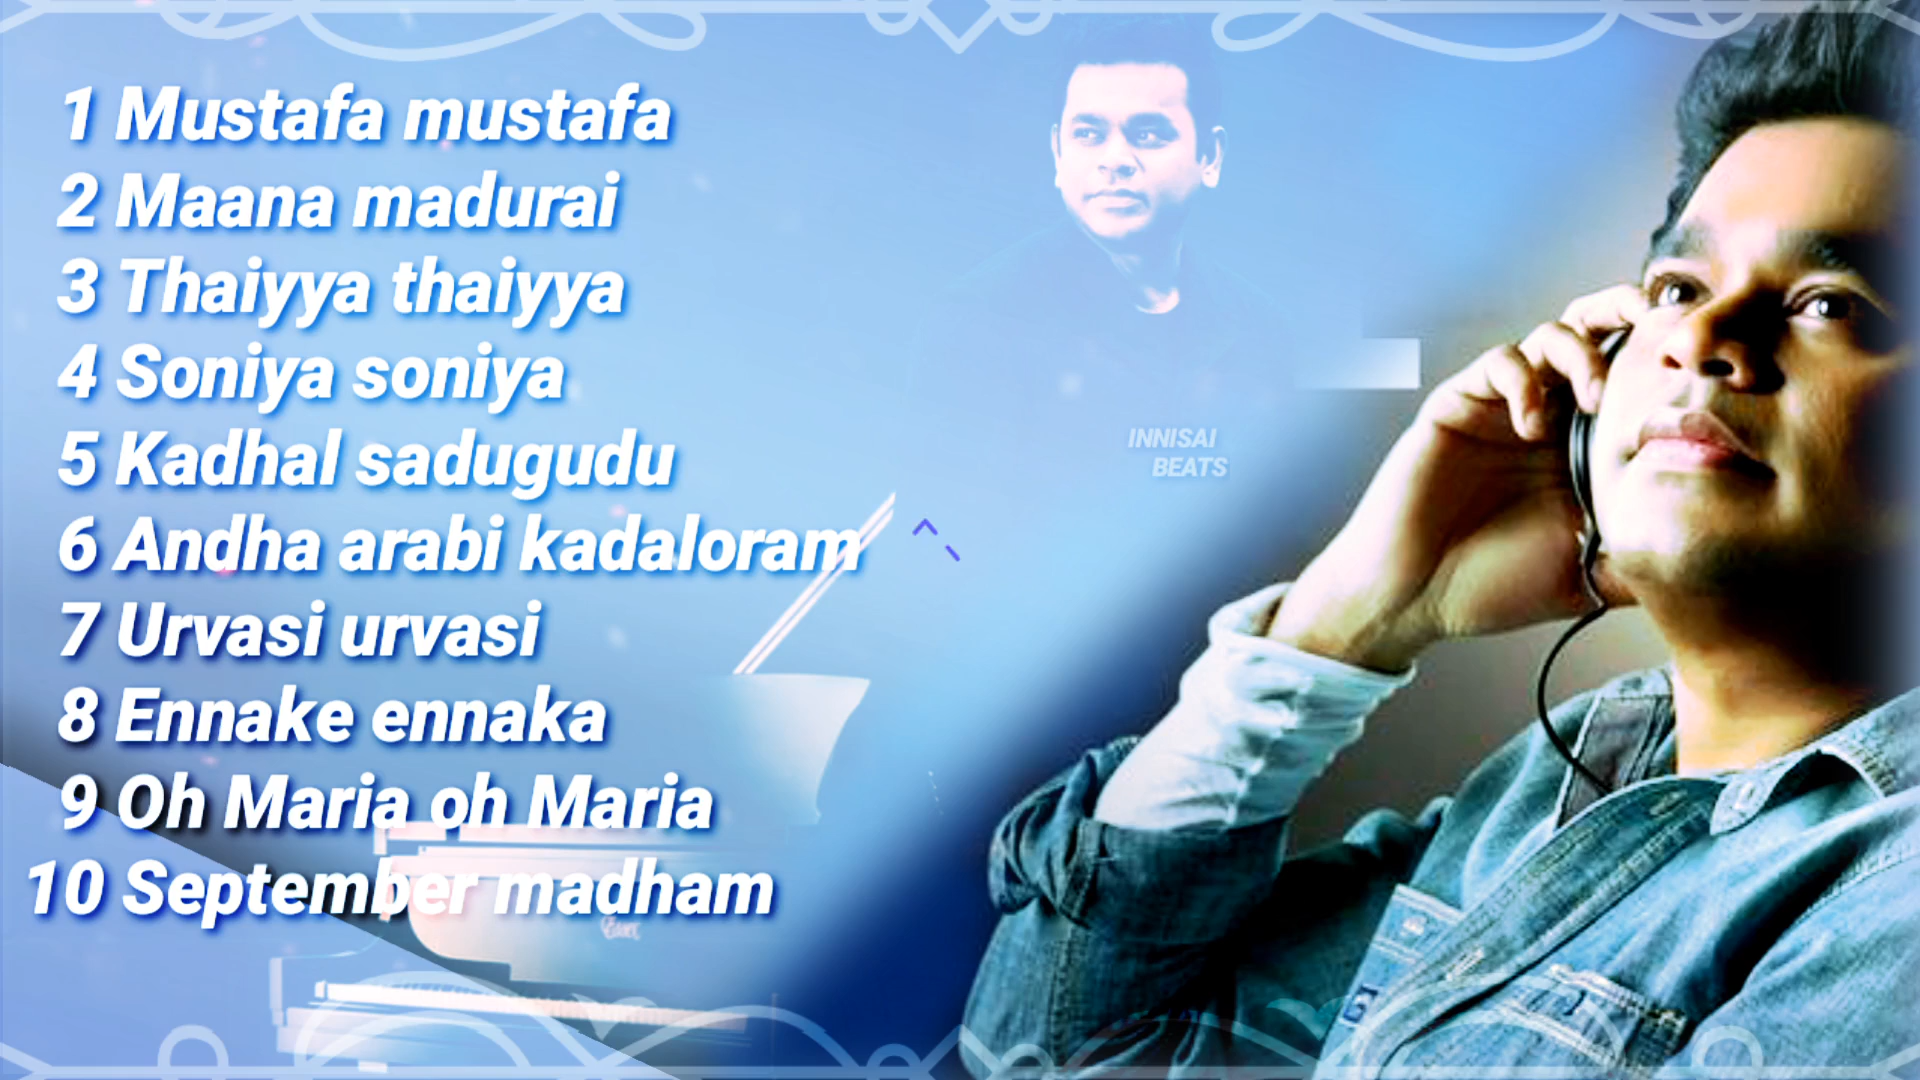 1 Mustafa mustafa
2 Maana madurai
3 Thaiyya thaiyya
4 Soniya soniya
5 Kadhal sadugudu
6 Andha arabi kadaloram
7 Urvasi urvasi
8 Ennake ennaka
9 Oh Maria oh Maria
10 September madham
INNISAI
BEATS